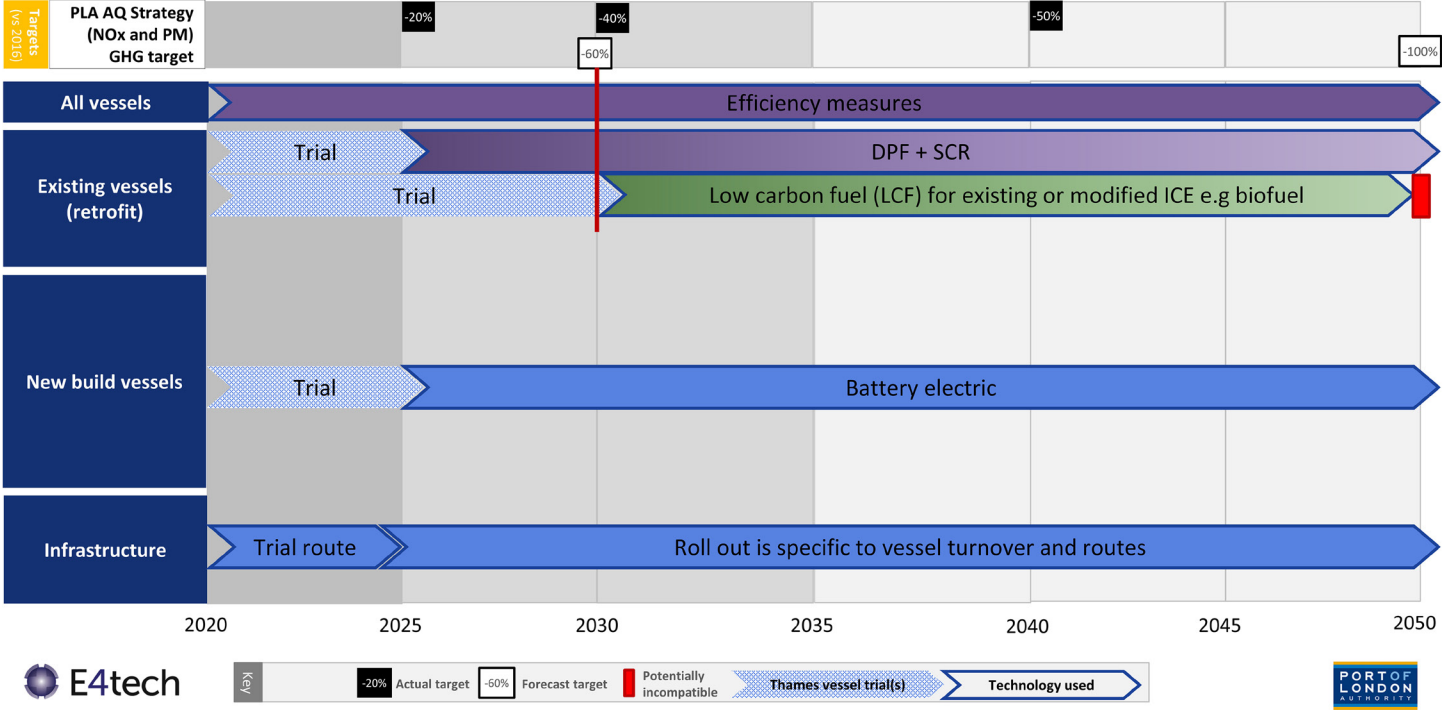 Targets
(vs 2016)
PLA AQ Strategy
(NOx and PM)
GHG target
-20%
-40%
-50%
-60%
-100%
All vessels
Efficiency measures
Existing vessels
(retrofit)
Trial
DPF + SCR
Trial
Low carbon fuel (LCF) for existing or modified ICE e.g biofuel
New build vessels
Trial
Battery electric
Infrastructure
Trial route
Roll out is specific to vessel turnover and routes
2020
2025
2030
2035
2040
2045
2050
E4tech
Key
-20%
Actual target
-60%
Forecast target
Potentially
incompatible
Thames vessel trial(s)
Technology used
PORT OF
LONDON
AUTHORITY